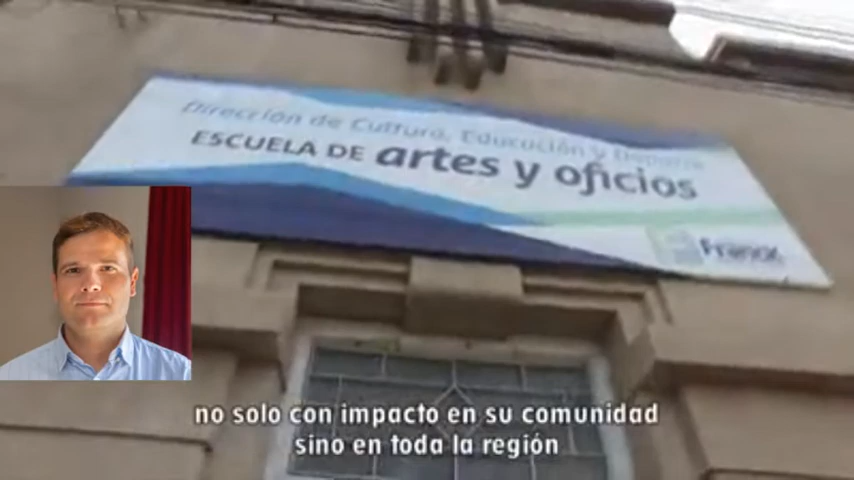 Dirección de Cultura, Educación y Deporte
ESCUELA DE artes y oficios
Franck
no solo con impacto en su comunidad
sino en toda la región